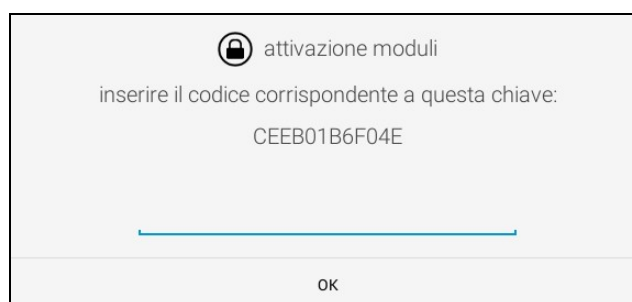 attivazione moduli
inserire il codice corrispondente a questa chiave:
CEEB01B6F04E
OK